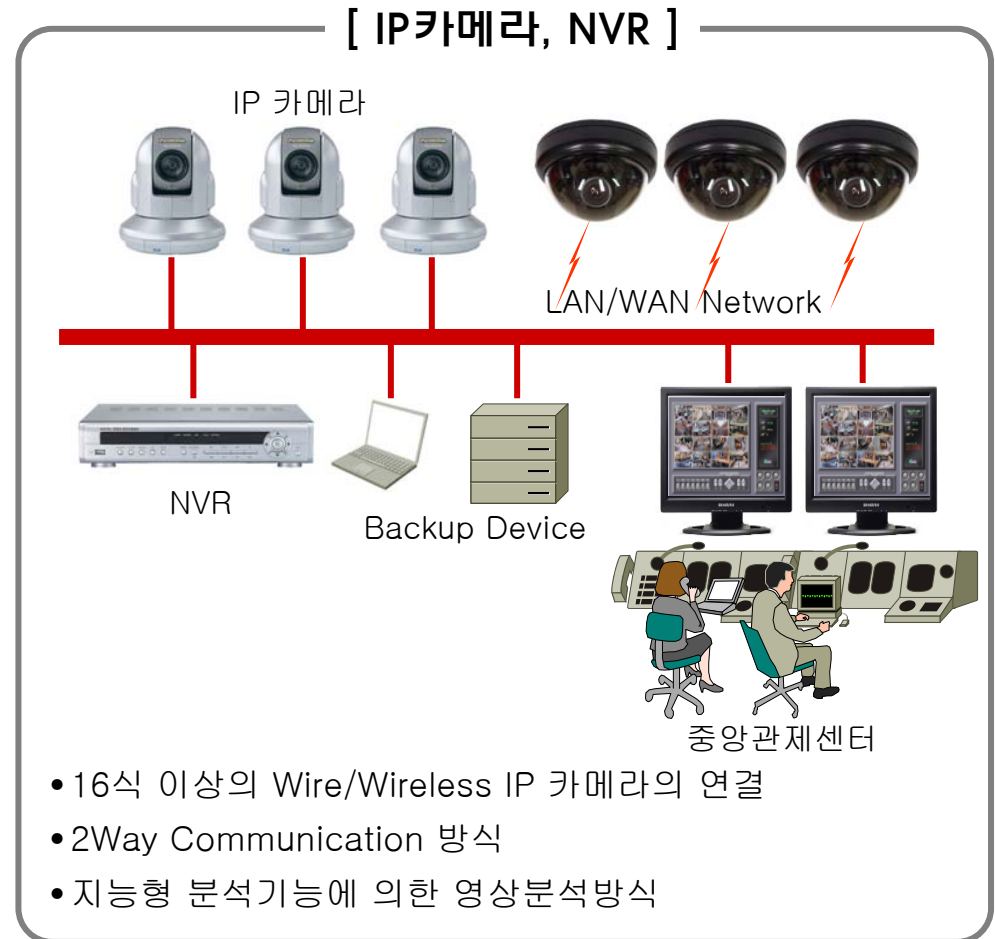 [ IP카메라, NVR ]
IP 카메라
LAN/WAN Network
NVR
Backup Device
중앙관제센터
•16식 이상의 Wire/Wireless IP 카메라의 연결
•2Way Communication 방식
•지능형 분석기능에 의한 영상분석방식